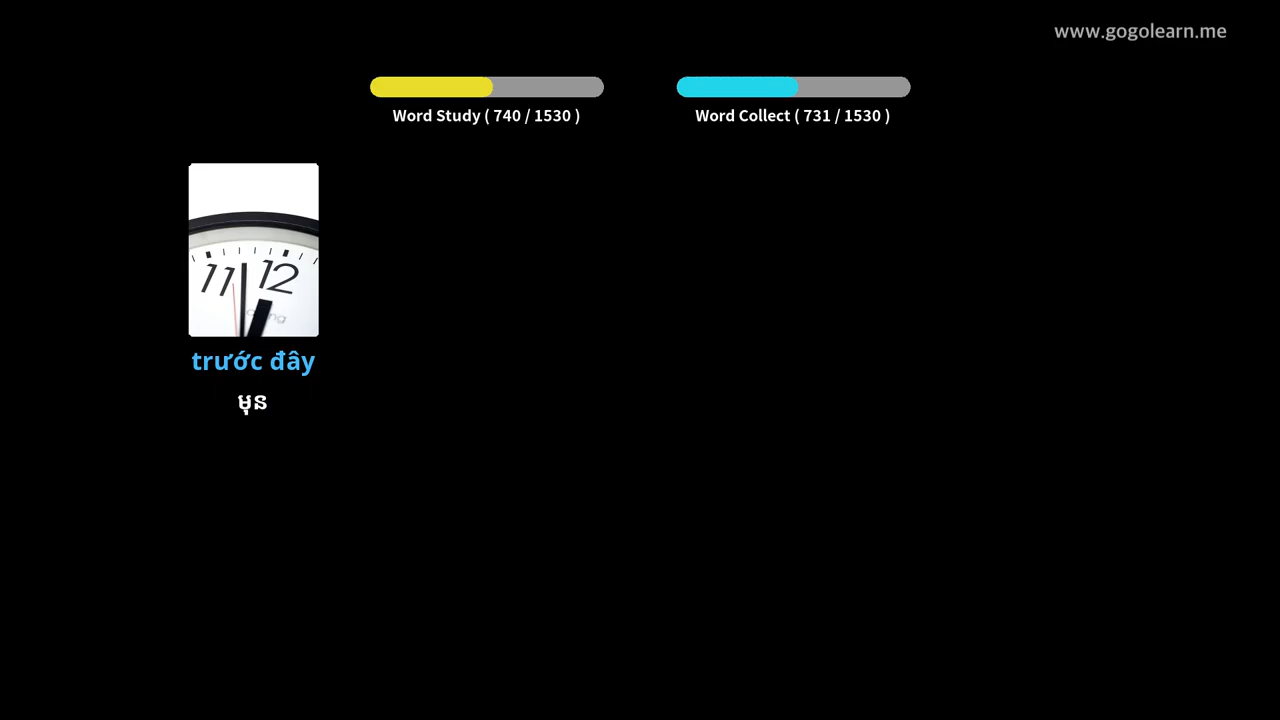 www.gogolearn.me
Word Study ( 740 / 1530 )
Word Collect ( 731 / 1530 )
11 12
trước đây
មុន